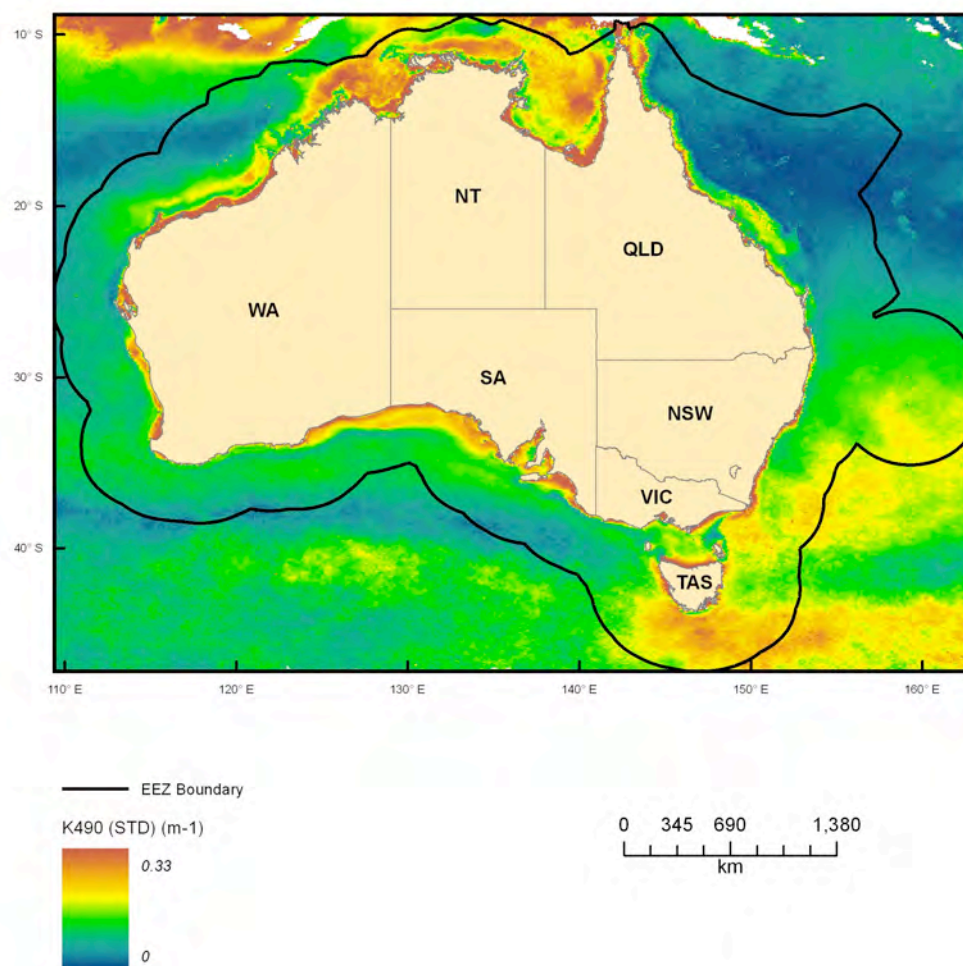 10° S
20° S
30° S
40° S
NT
QLD
WA
SA
NSW
VIC
TAS
110° E
120° E
130° E
140° E
150° E
160° E
EEZ Boundary
K490 (STD) (m-1)
0.33
0
0 345 690 1,380
km